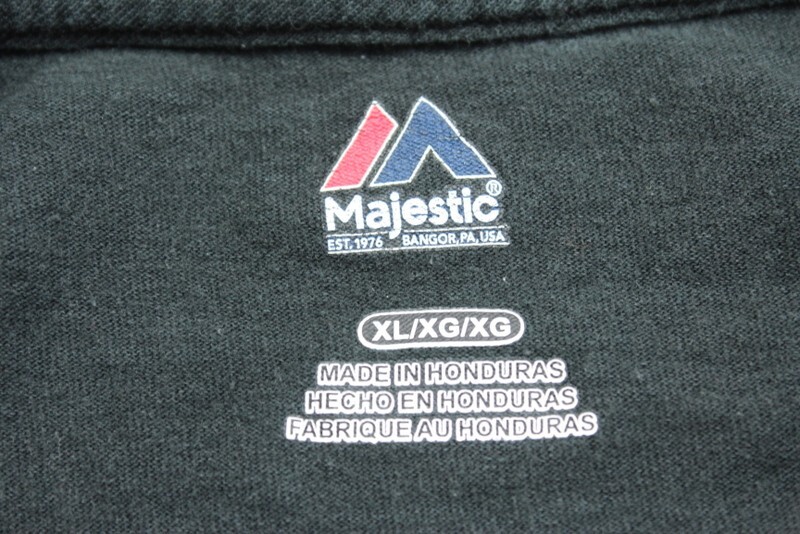 Majestic®
EST. 1976 BANGOR, PA, USA
XL/XG/XG
MADE IN HONDURAS
HECHO EN HONDURAS
FABRIQUE AU HONDURAS